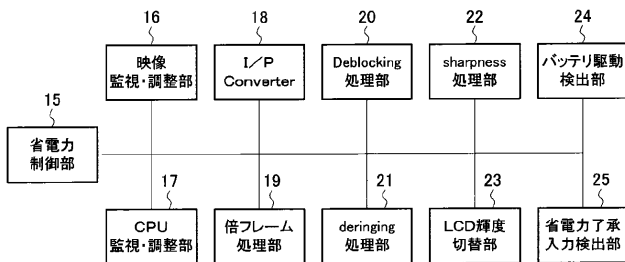 16
18
20
22
24
映像
監視・調整部
I／P
Converter
Deblocking
処理部
sharpness
処理部
バッテリ駆動
検出部
15
省電力
制御部
17
19
21
23
25
CPU
監視・調整部
倍フレーム
処理部
deringing
処理部
LCD輝度
切替部
省電力了承
入力検出部